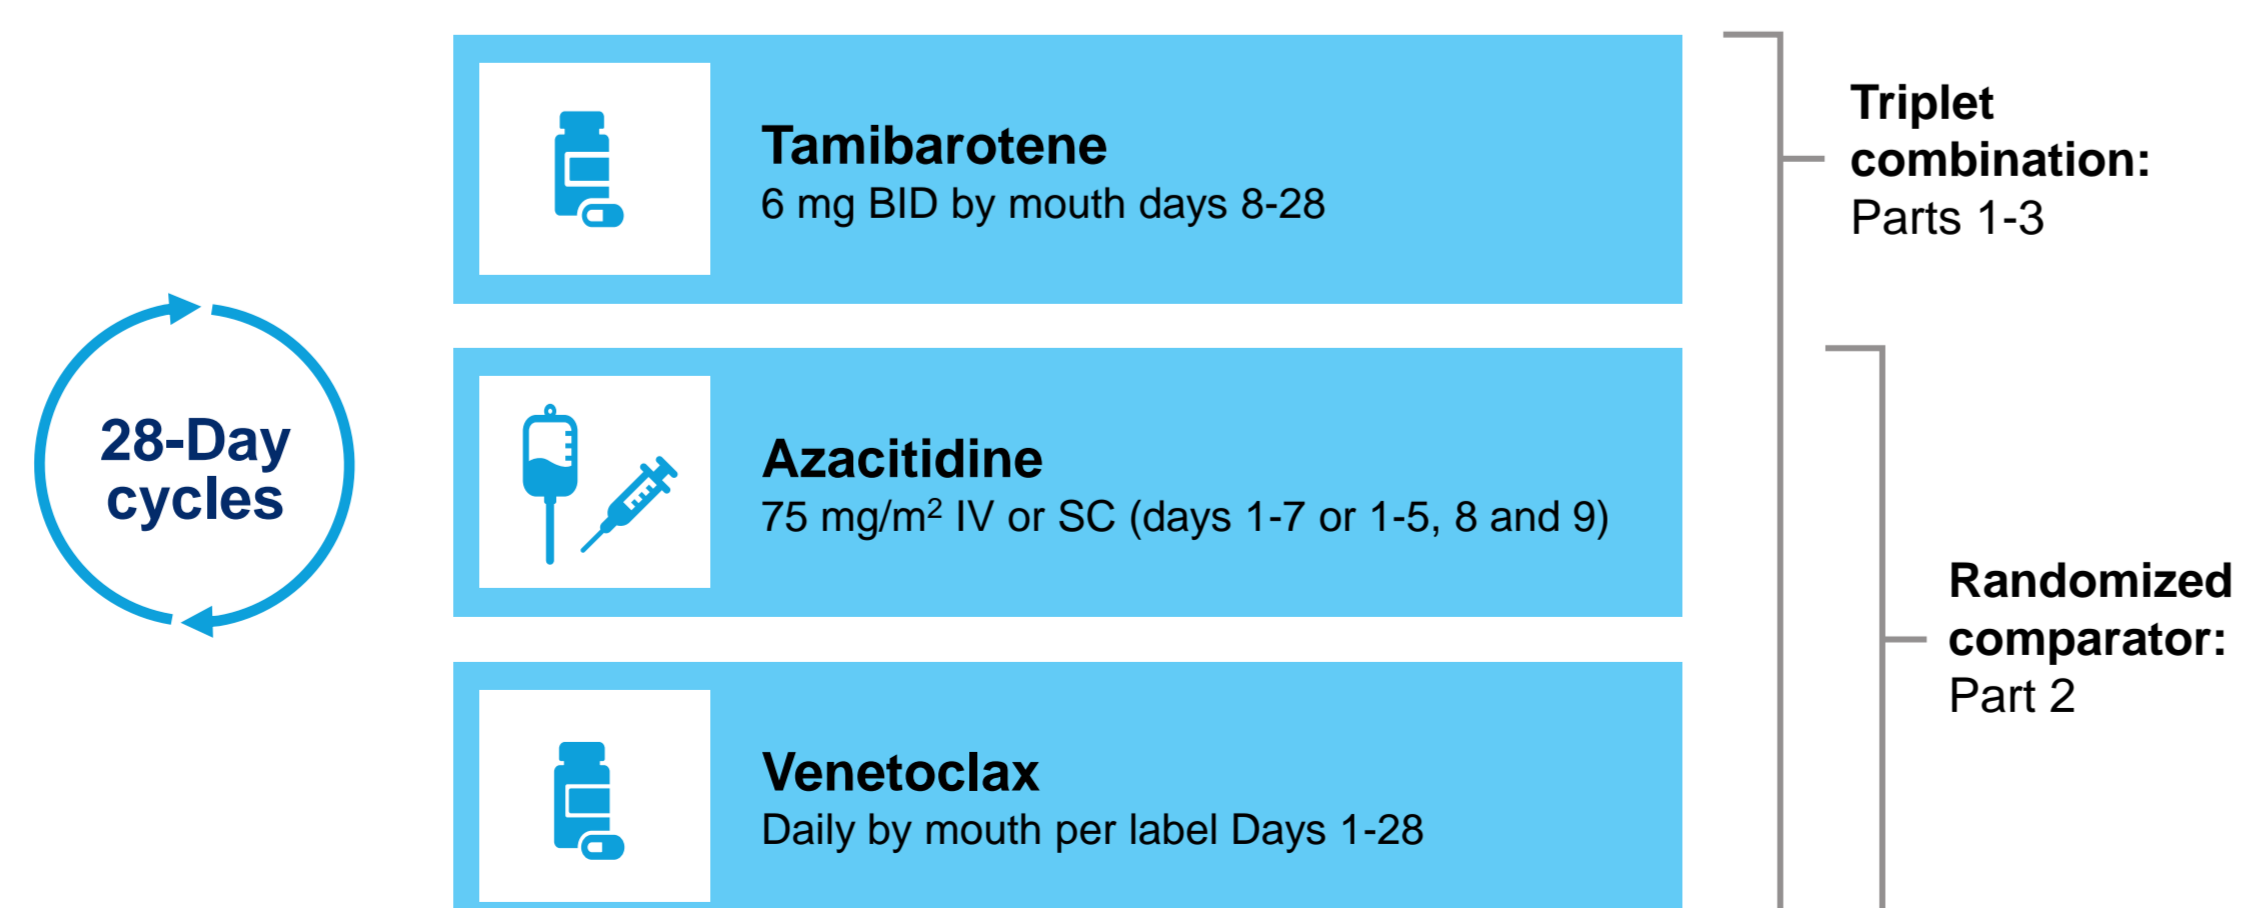 28-Day
cycles
Tamibarotene
6 mg BID by mouth days 8-28
Azacitidine
75 mg/m² IV or SC (days 1-7 or 1-5, 8 and 9)
Venetoclax
Daily by mouth per label Days 1-28
Triplet
combination:
Parts 1-3
Randomized
comparator:
Part 2